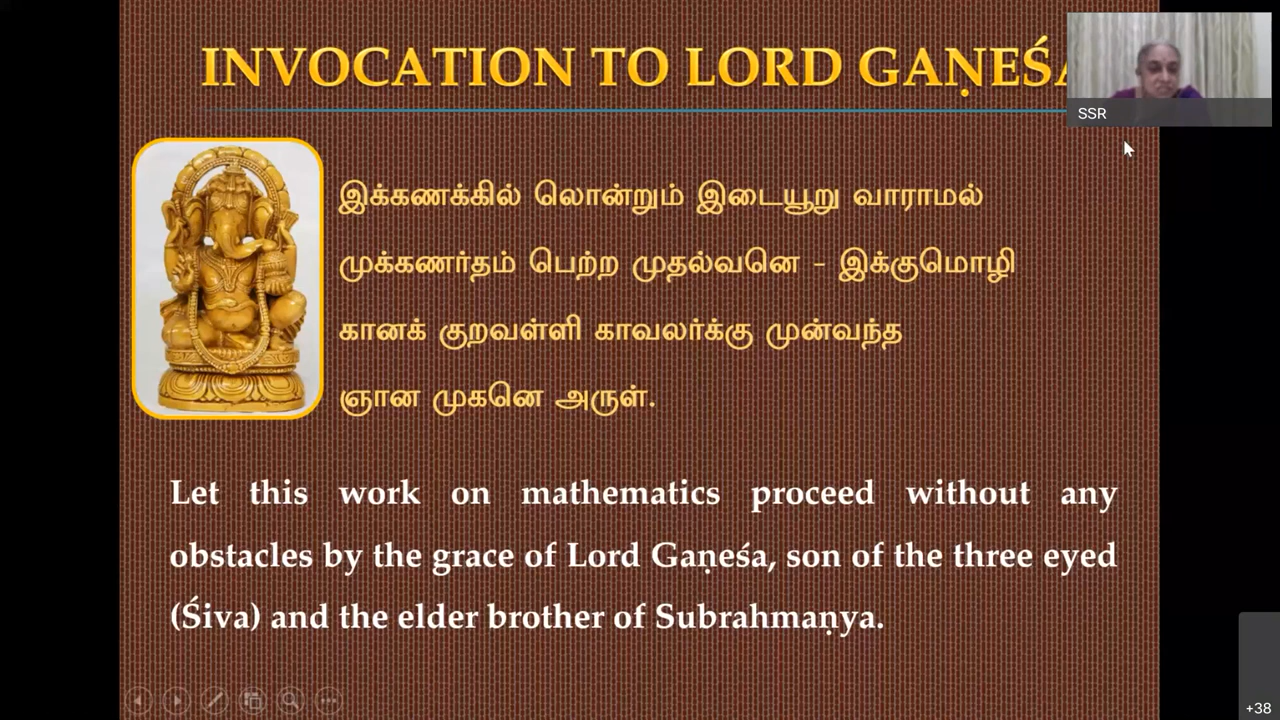 INVOCATION TO LORD GAṆEŚA
SSR
இக்கணக்கில் லொன்றும் இடையூறு வாராமல்
முக்கணர்தம் பெற்ற முதல்வனெ - இக்குமொழி
கானக் குறவள்ளி காவலர்க்கு முன்வந்த
ஞான முகனெ அருள்.
Let this work on mathematics proceed without any
obstacles by the grace of Lord Gaṇeśa, son of the three eyed
(Śiva) and the elder brother of Subrahmaṇya.
+38